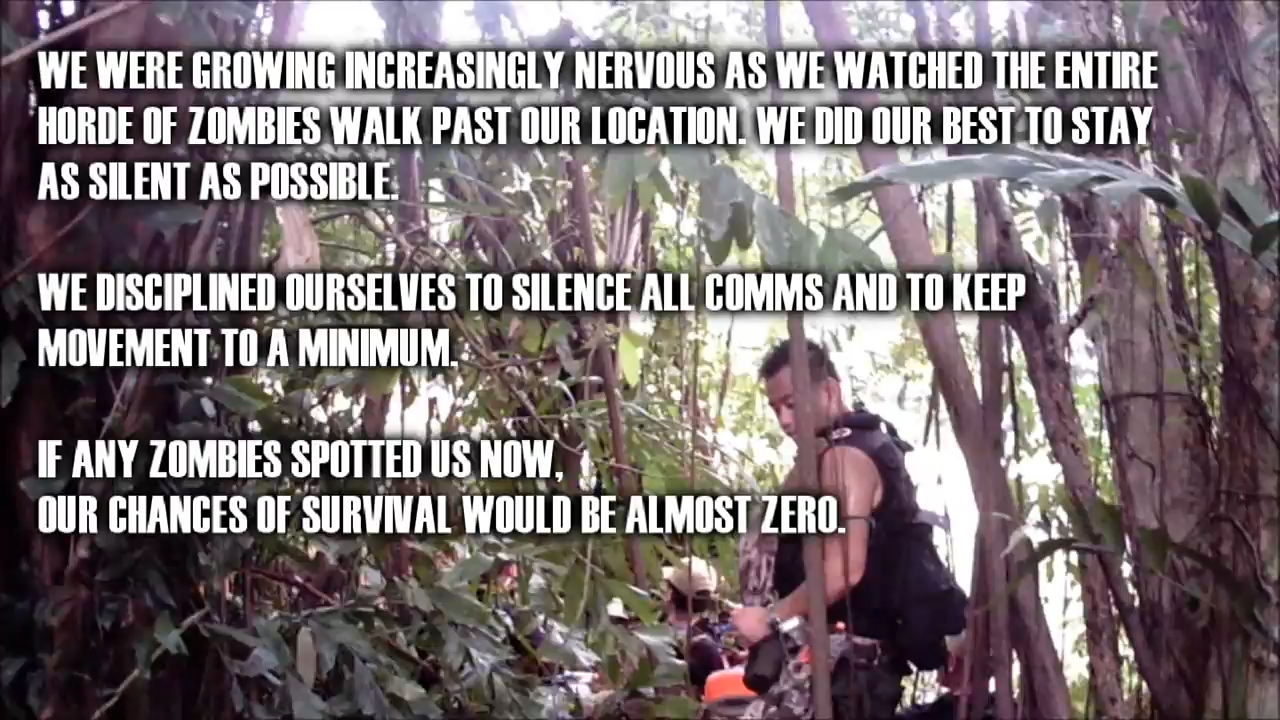 WE WERE GROWING INCREASINGLY NERVOUS AS WE WATCHED THE ENTIRE
HORDE OF ZOMBIES WALK PAST OUR LOCATION. WE DID OUR BEST TO STAY
AS SILENT AS POSSIBLE.
WE DISCIPLINED OURSELVES TO SILENCE ALL COMMS AND TO KEEP
MOVEMENT TO A MINIMUM.
IF ANY ZOMBIES SPOTTED US NOW,
OUR CHANCES OF SURVIVAL WOULD BE ALMOST ZERO.